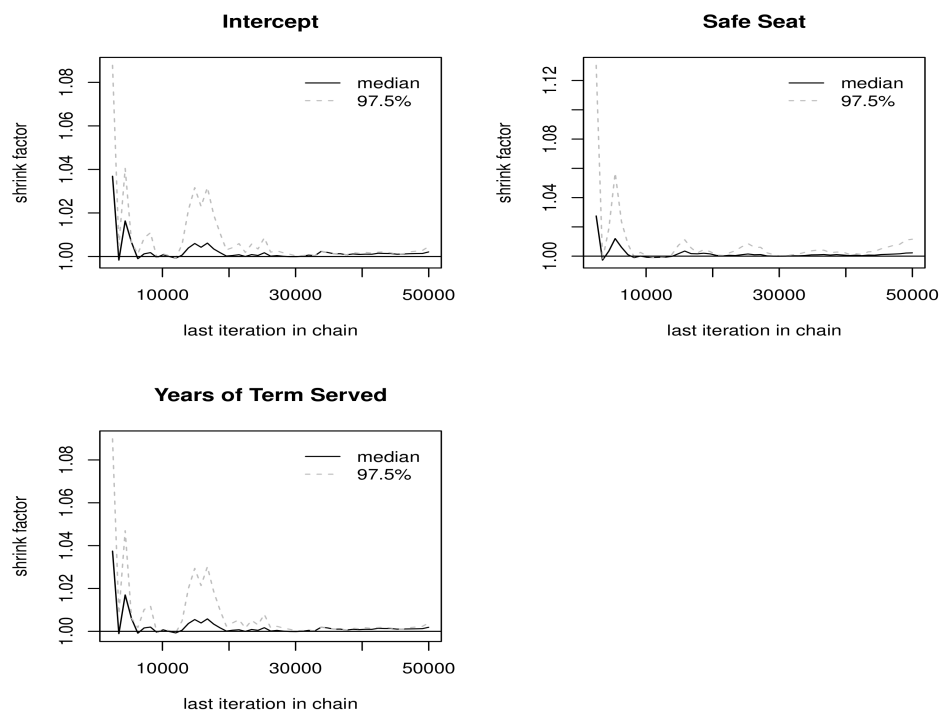 Intercept
shrink factor
1.00 1.02 1.04 1.06 1.08
median
97.5%
10000 30000 50000
last iteration in chain
Safe Seat
shrink factor
1.00 1.04 1.08 1.12
median
97.5%
10000 30000 50000
last iteration in chain
Years of Term Served
shrink factor
1.00 1.02 1.04 1.06 1.08
median
97.5%
10000 30000 50000
last iteration in chain